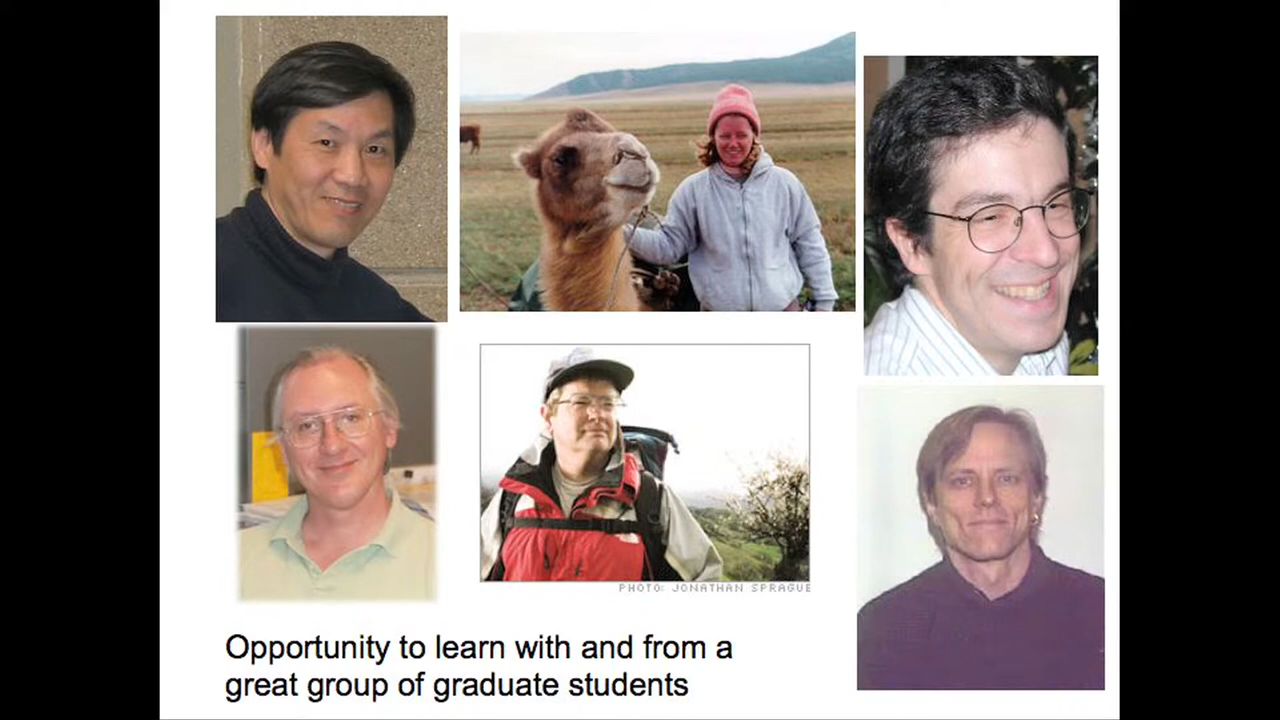 PHOTO: JONATHAN SPRAGUE
Opportunity to learn with and from a
great group of graduate students